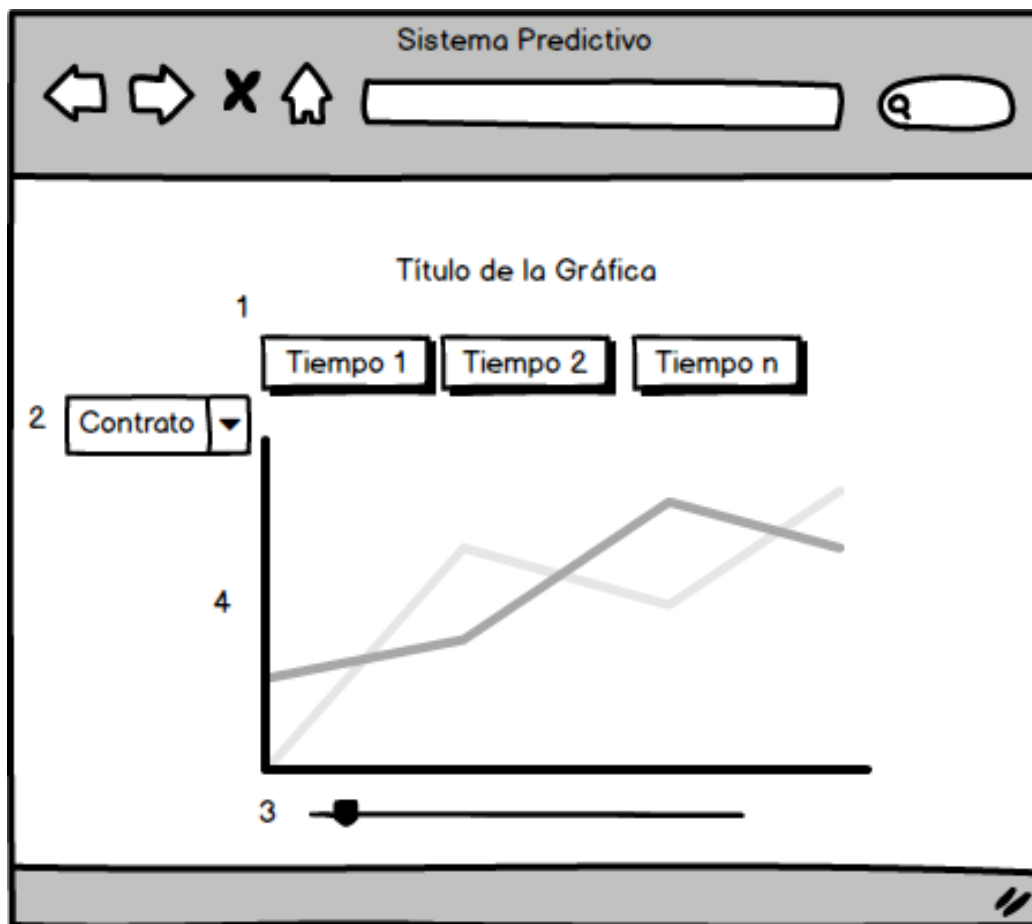 Sistema Predictivo
Título de la Gráfica
1
Tiempo 1 Tiempo 2 Tiempo n
2 Contrato
4
3